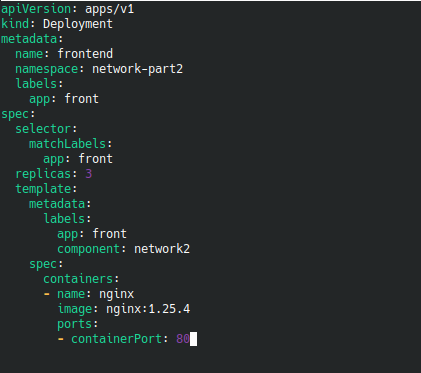 apiVersion: apps/v1
kind: Deployment
metadata:
  name: frontend
  namespace: network-part2
  labels:
    app: front
spec:
  selector:
    matchLabels:
      app: front
  replicas: 3
  template:
    metadata:
      labels:
        app: front
        component: network2
    spec:
      containers:
      - name: nginx
        image: nginx:1.25.4
        ports:
        - containerPort: 80